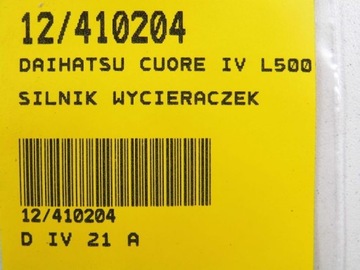 12/410204
DAIHATSU CUORE IV L500
SILNIK WYCIERACZEK
12/410204
D IV 21 A